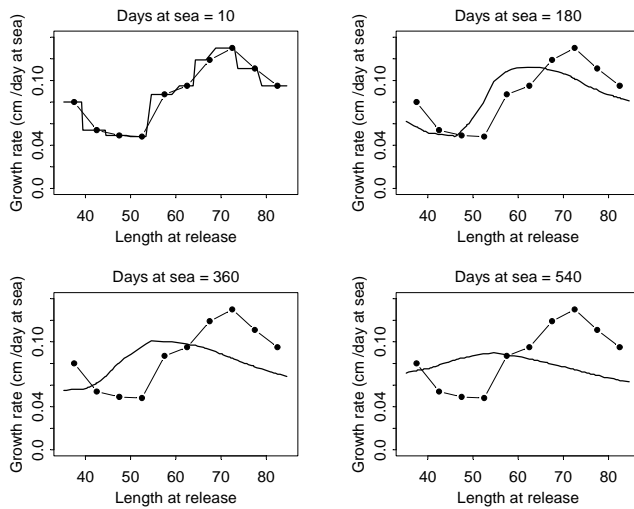 Days at sea = 10
Growth rate (cm /day at sea)
0.10
0.04
0.0
40 50 60 70 80
Length at release
Days at sea = 180
Growth rate (cm /day at sea)
0.10
0.04
0.0
40 50 60 70 80
Length at release
Days at sea = 360
Growth rate (cm /day at sea)
0.10
0.04
0.0
40 50 60 70 80
Length at release
Days at sea = 540
Growth rate (cm /day at sea)
0.10
0.04
0.0
40 50 60 70 80
Length at release